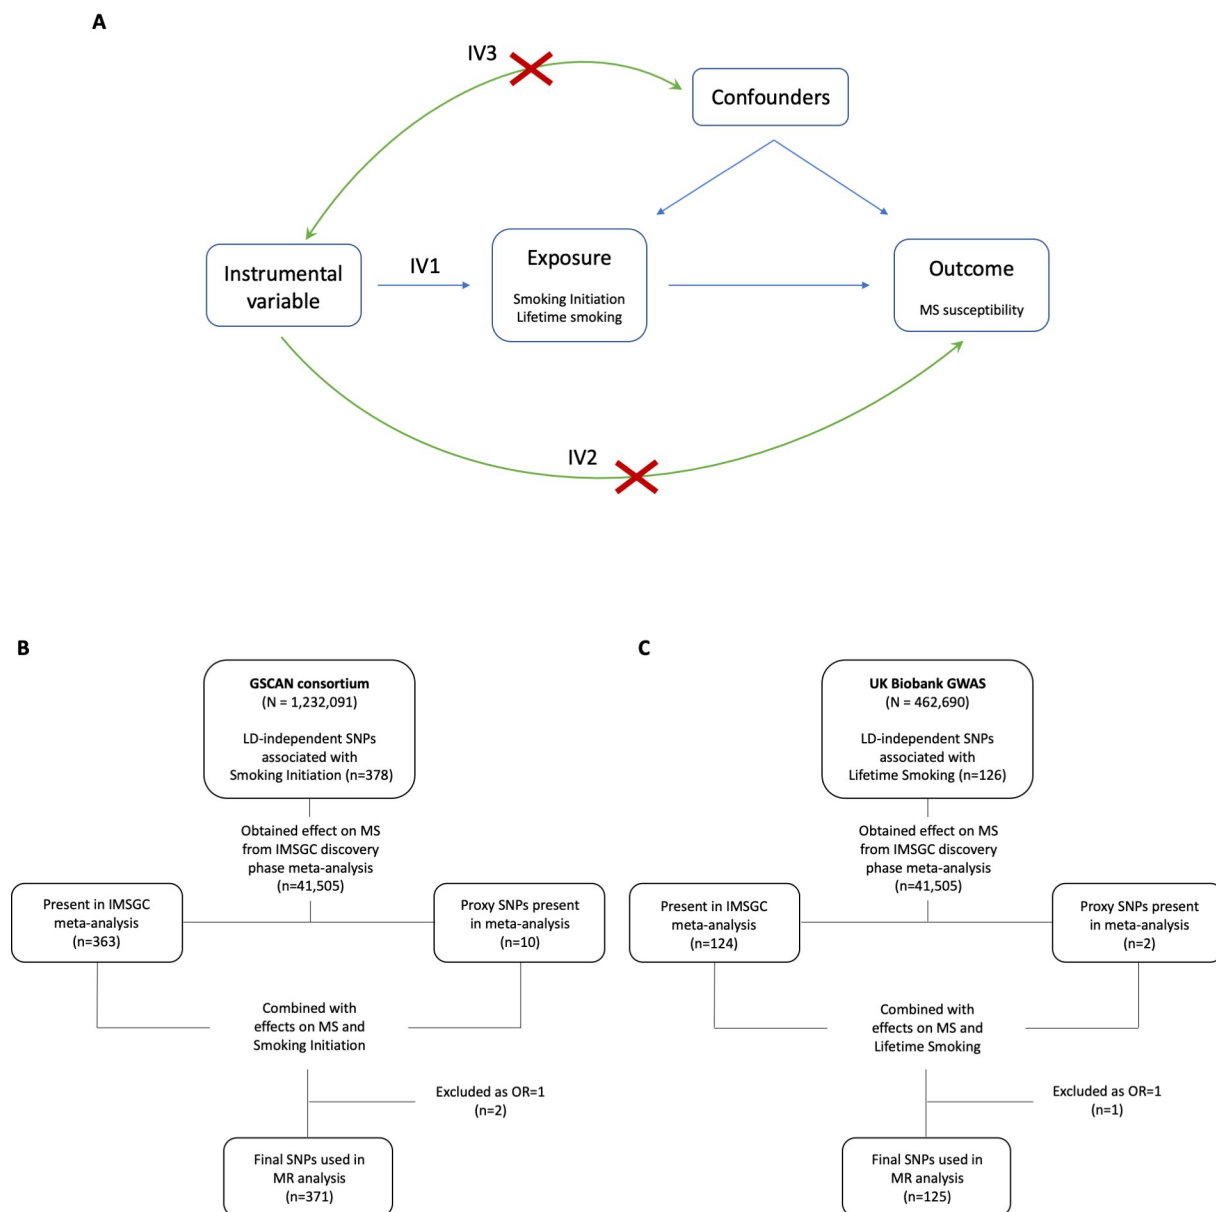 A
IV3
Confounders
Instrumental
variable
IV1
Exposure
Smoking Initiation
Lifetime smoking
Outcome
MS susceptibility
IV2
B
GSCAN consortium
(N = 1,232,091)
LD-independent SNPs
associated with
Smoking Initiation (n=378)
Obtained effect on MS
from IMSGC discovery
phase meta-analysis
(n=41,505)
Present in IMSGC
meta-analysis
(n=363)
Proxy SNPs present
in meta-analysis
(n=10)
Combined with
effects on MS and
Smoking Initiation
Excluded as OR=1
(n=2)
Final SNPs used in
MR analysis
(n=371)
C
UK Biobank GWAS
(N = 462,690)
LD-independent SNPs
associated with
Lifetime Smoking (n=126)
Obtained effect on MS
from IMSGC discovery
phase meta-analysis
(n=41,505)
Present in IMSGC
meta-analysis
(n=124)
Proxy SNPs present
in meta-analysis
(n=2)
Combined with
effects on MS and
Lifetime Smoking
Excluded as OR=1
(n=1)
Final SNPs used in
MR analysis
(n=125)